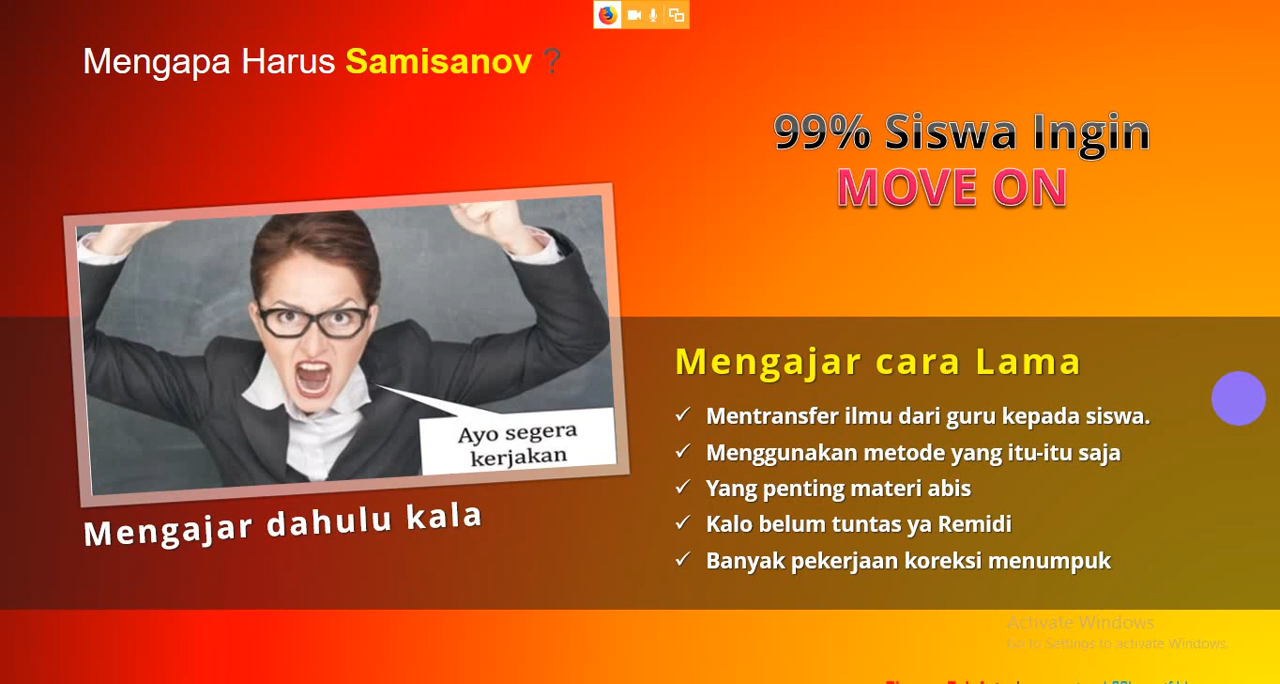 Mengapa Harus Samisanov ?
99% Siswa Ingin
MOVE ON
Ayo segera
kerjakan
Mengajar dahulu kala
Mengajar cara Lama
✓ Mentransfer ilmu dari guru kepada siswa.
✓ Menggunakan metode yang itu-itu saja
✓ Yang penting materi abis
✓ Kalo belum tuntas ya Remidi
✓ Banyak pekerjaan koreksi menumpuk
Activate Windows
Go to Settings to activate Windows.